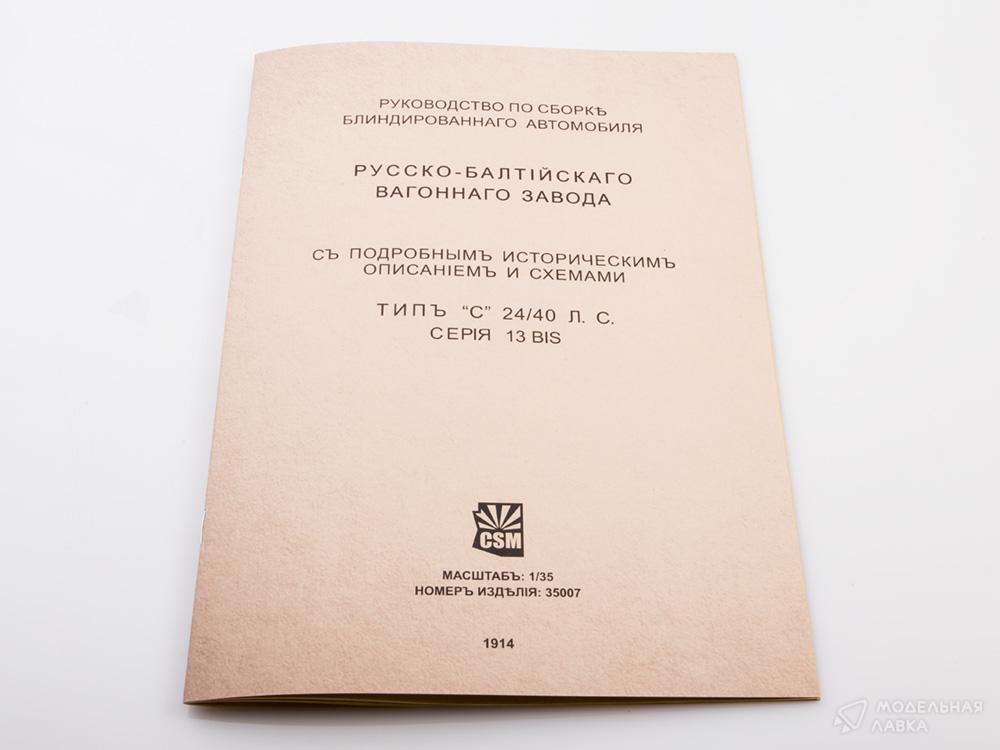 РУКОВОДСТВО ПО СБОРКѢ
БЛИНДИРОВАННАГО АВТОМОБИЛЯ
РУССКО-БАЛТІЙСКАГО
ВАГОННАГО ЗАВОДА
СЪ ПОДРОБНЫМЪ ИСТОРИЧЕСКИМЪ
ОПИСАНІЕМЪ И СХЕМАМИ
ТИПЪ “С” 24/40 Л. С.
СЕРІЯ 13 BIS
CSM
МАСШТАБЪ: 1/35
НОМЕРЪ ИЗДѢЛІЯ: 35007
1914
МОДЕЛЬНАЯ
ЛАВКА